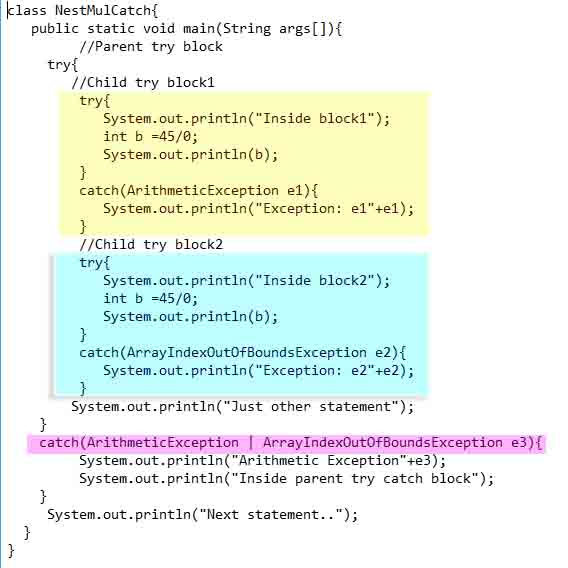 class NestMulCatch{
public static void main(String args[]){
//Parent try block
try{
//Child try block1
try{
System.out.println("Inside block1");
int b =45/0;
System.out.println(b);
}
catch(ArithmeticException e1){
System.out.println("Exception: e1"+e1);
}
//Child try block2
try{
System.out.println("Inside block2");
int b =45/0;
System.out.println(b);
}
catch(ArrayIndexOutOfBoundsException e2){
System.out.println("Exception: e2"+e2);
}
System.out.println("Just other statement");
}
catch(ArithmeticException | ArrayIndexOutOfBoundsException e3){
System.out.println("Arithmetic Exception"+e3);
System.out.println("Inside parent try catch block");
}
System.out.println("Next statement..");
}
}